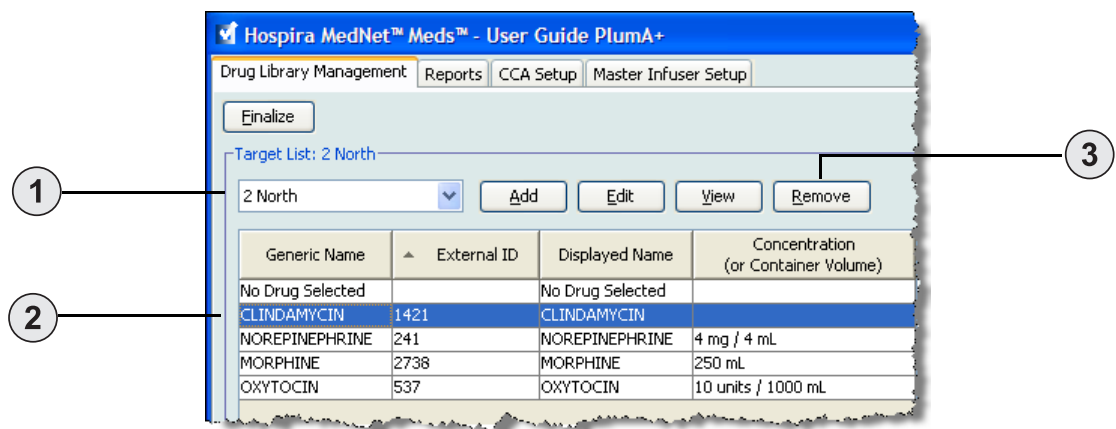 Hospira MedNet™ Meds™ - User Guide PlumA+
Drug Library Management Reports CCA Setup Master Infuser Setup
Finalize
Target List: 2 North
3
1
2 North Add Edit View Remove
Generic Name External ID Displayed Name Concentration
(or Container Volume)
No Drug Selected No Drug Selected
2
CLINDAMYCIN 1421 CLINDAMYCIN
NOREPINEPHRINE 241 NOREPINEPHRINE 4 mg / 4 mL
MORPHINE 2738 MORPHINE 250 mL
OXYTOCIN 537 OXYTOCIN 10 units / 1000 mL